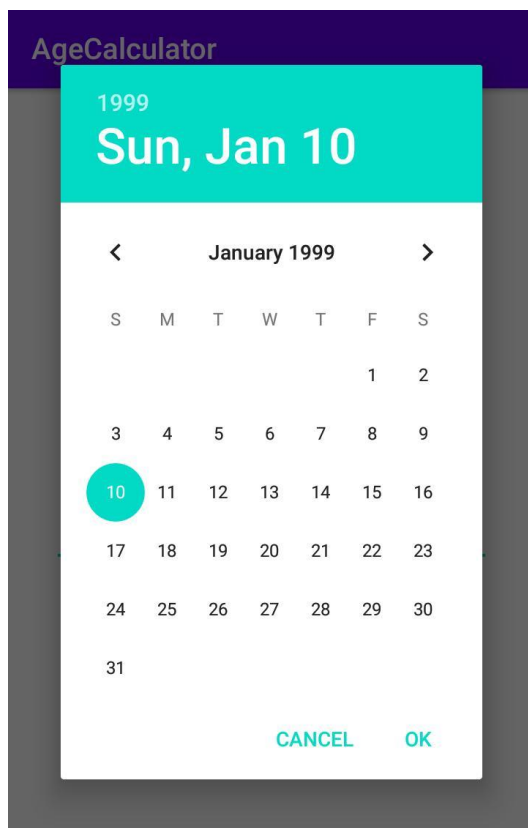 AgeCalculator
1999
Sun, Jan 10
January 1999
S M T W T F S
1 2
3 4 5 6 7 8 9
10 11 12 13 14 15 16
17 18 19 20 21 22 23
24 25 26 27 28 29 30
31
CANCEL OK